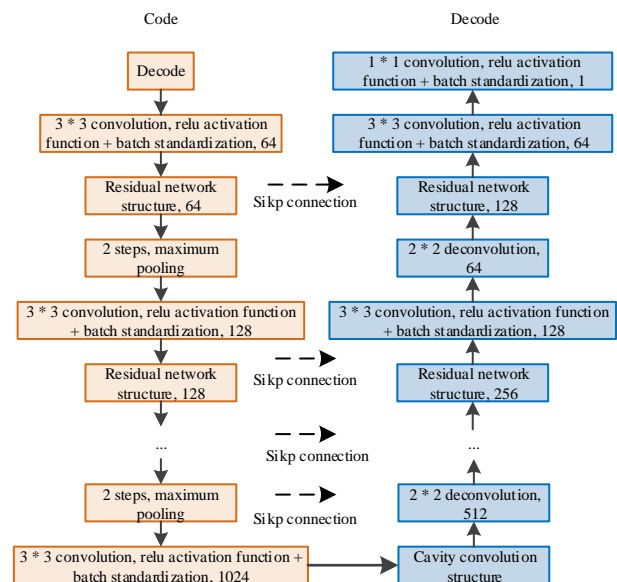 Code
Decode
Decode
3 * 3 convolution, relu activation
function + batch standardization, 64
Residual network
structure, 64
2 steps, maximum
pooling
3 * 3 convolution, relu activation function
+ batch standardization, 128
Residual network
structure, 128
...
2 steps, maximum
pooling
3 * 3 convolution, relu activation function +
batch standardization, 1024
Sikp connection
Sikp connection
Sikp connection
Sikp connection
1 * 1 convolution, relu activation
function + batch standardization, 1
3 * 3 convolution, relu activation
function + batch standardization, 64
Residual network
structure, 128
2 * 2 deconvolution,
64
3 * 3 convolution, relu activation function
+ batch standardization, 128
Residual network
structure, 256
...
2 * 2 deconvolution,
512
Cavity convolution
structure